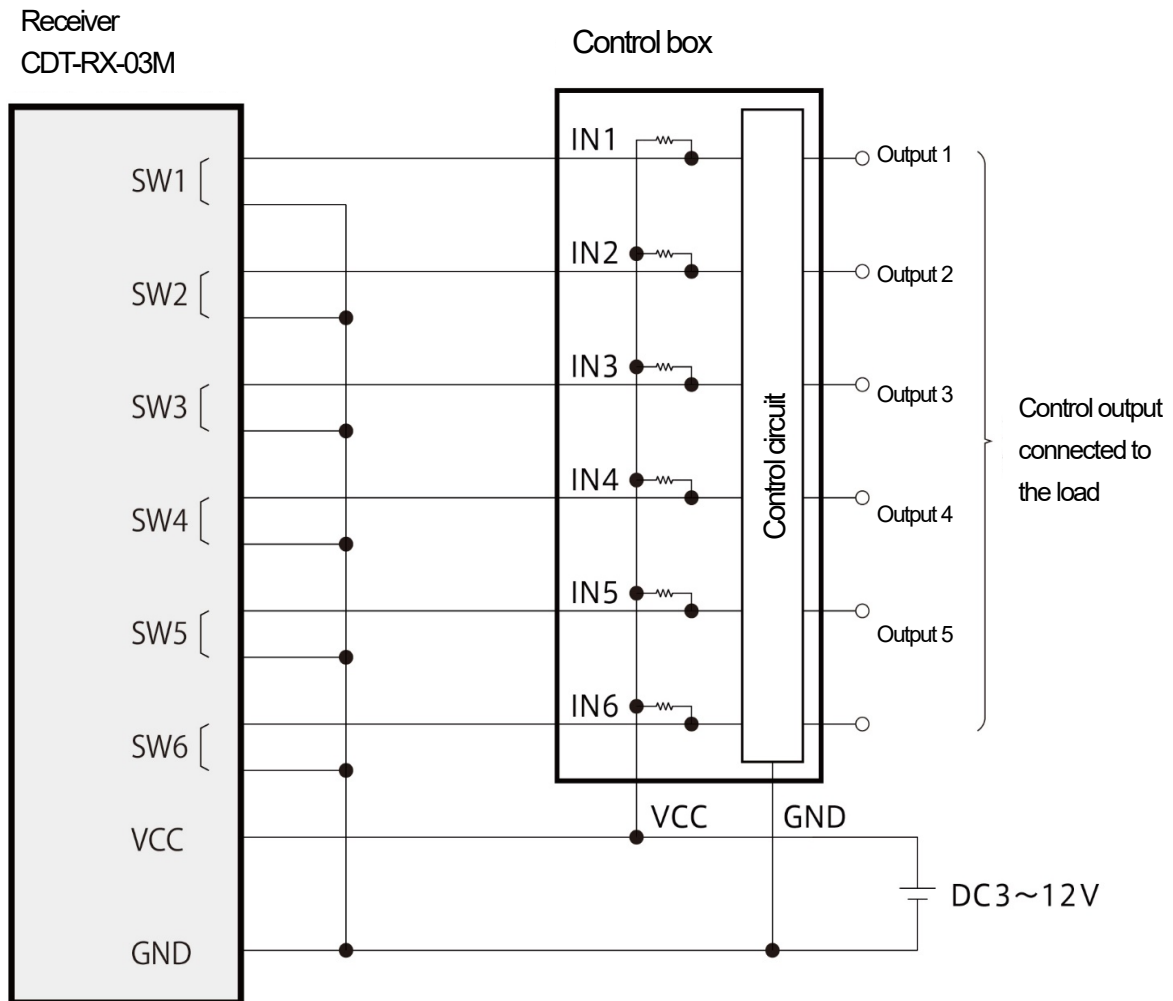 Receiver
CDT-RX-03M
Control box
SW1
SW2
SW3
SW4
SW5
SW6
VCC
GND
IN1
IN2
IN3
IN4
IN5
IN6
Control circuit
VCC
GND
Output 1
Output 2
Output 3
Output 4
Output 5
Control output
connected to
the load
DC3～12V